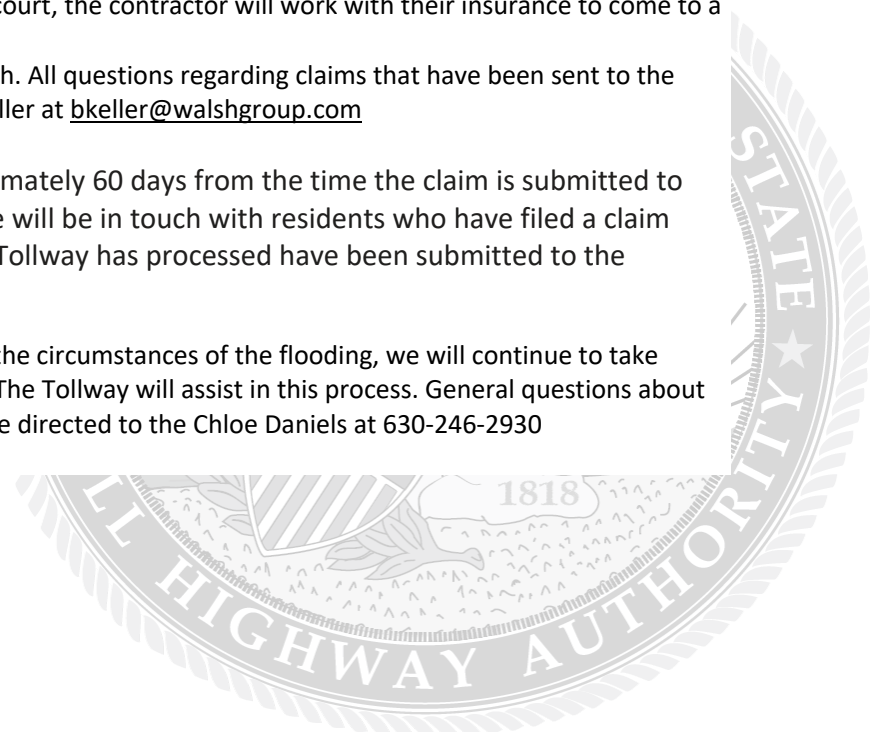 court, the contractor will work with their insurance to come to a
h. All questions regarding claims that have been sent to the
ller at bkeller@walshgroup.com
mately 60 days from the time the claim is submitted to
e will be in touch with residents who have filed a claim
Tollway has processed have been submitted to the
the circumstances of the flooding, we will continue to take
The Tollway will assist in this process. General questions about
e directed to the Chloe Daniels at 630-246-2930
STATE
1818
LL HIGHWAY AUTHORITY